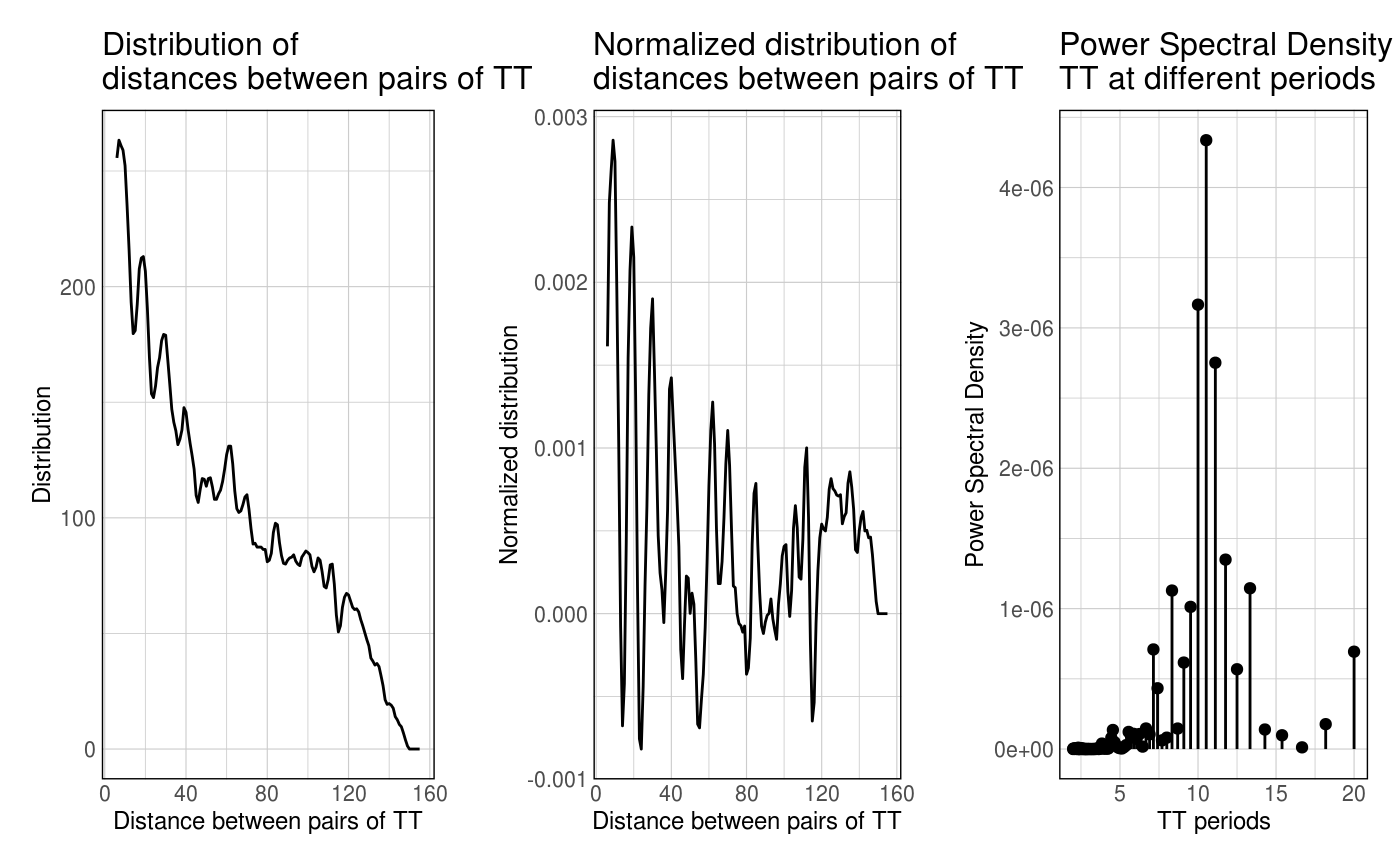 Distribution of
distances between pairs of TT
200
100
0
Distribution
0 40 80 120 160
Distance between pairs of TT
Normalized distribution of
distances between pairs of TT
0.003
0.002
0.001
0.000
-0.001
Normalized distribution
0 40 80 120 160
Distance between pairs of TT
Power Spectral Density
TT at different periods
4e-06
3e-06
2e-06
1e-06
0e+00
Power Spectral Density
5 10 15 20
TT periods